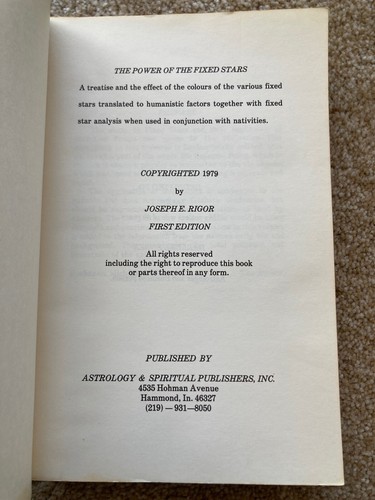 THE POWER OF THE FIXED STARS
A treatise and the effect of the colours of the various fixed
stars translated to humanistic factors together with fixed
star analysis when used in conjunction with nativities.
COPYRIGHTED 1979
by
JOSEPH E. RIGOR
FIRST EDITION
All rights reserved
including the right to reproduce this book
or parts thereof in any form.
PUBLISHED BY
ASTROLOGY & SPIRITUAL PUBLISHERS, INC.
4535 Hohman Avenue
Hammond, In. 46327
(219) — 931—8050